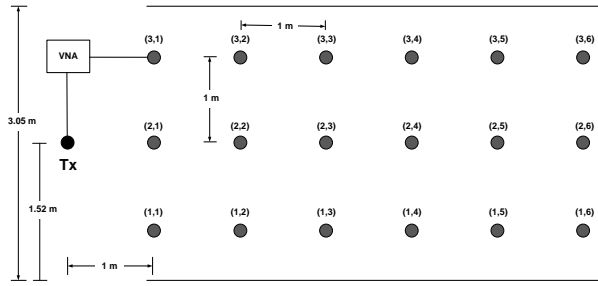 1 m
(3,1) (3,2) (3,3) (3,4) (3,5) (3,6)
VNA
1 m
3.05 m
(2,1) (2,2) (2,3) (2,4) (2,5) (2,6)
Tx
1.52 m
(1,1) (1,2) (1,3) (1,4) (1,5) (1,6)
1 m